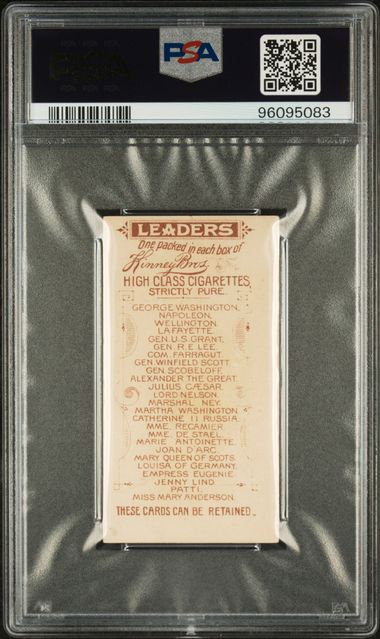 PSA
96095083
LEADERS
One packed in each box of
Kinney Bros
HIGH CLASS CIGARETTES
STRICTLY PURE.
GEORGE WASHINGTON.
NAPOLEON.
WELLINGTON.
LAFAYETTE.
GEN. U.S. GRANT.
GEN. R.E. LEE.
COM. FARRAGUT.
GEN. WINFIELD SCOTT
GEN. SCOBELOFF.
ALEXANDER THE GREAT.
JULIUS CÆSAR.
LORD NELSON.
MARSHAL NEY.
MARTHA WASHINGTON
CATHERINE 11 RUSSIA.
MME. RECAMIER.
MME. DE STAEL.
MARIE ANTOINETTE.
JOAN D'ARC.
MARY QUEEN OF SCOTS.
LOUISA OF GERMANY.
EMPRESS EUGENIE
JENNY LIND.
PATTI.
MISS MARY ANDERSON.
THESE CARDS CAN BE RETAINED.